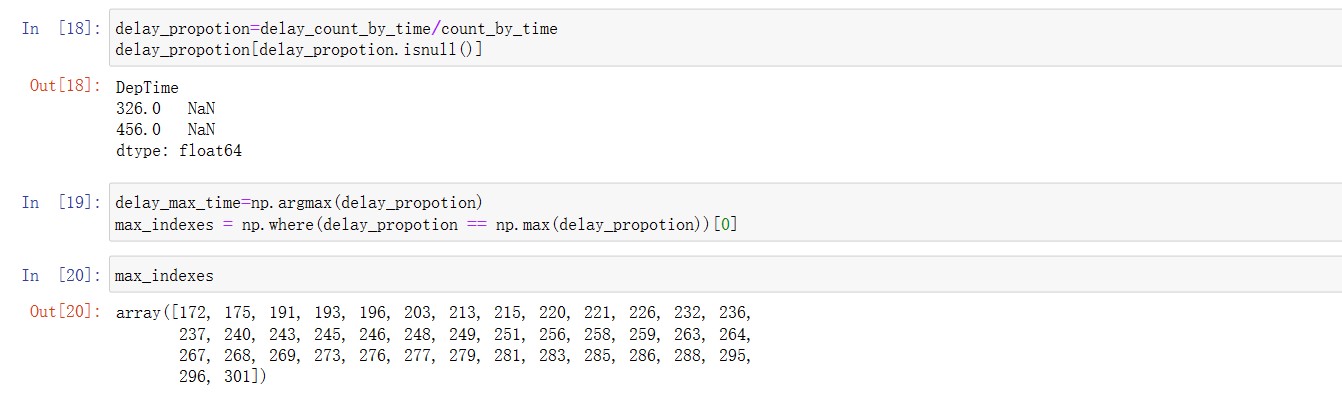 In [18]: delay_propotion=delay_count_by_time/count_by_time
delay_propotion[delay_propotion.isnull()]
Out[18]: DepTime
326.0 NaN
456.0 NaN
dtype: float64
In [19]: delay_max_time=np.argmax(delay_propotion)
max_indexes = np.where(delay_propotion == np.max(delay_propotion))[0]
In [20]: max_indexes
Out[20]: array([172, 175, 191, 193, 196, 203, 213, 215, 220, 221, 226, 232, 236,
237, 240, 243, 245, 246, 248, 249, 251, 256, 258, 259, 263, 264,
267, 268, 269, 273, 276, 277, 279, 281, 283, 285, 286, 288, 295,
296, 301])